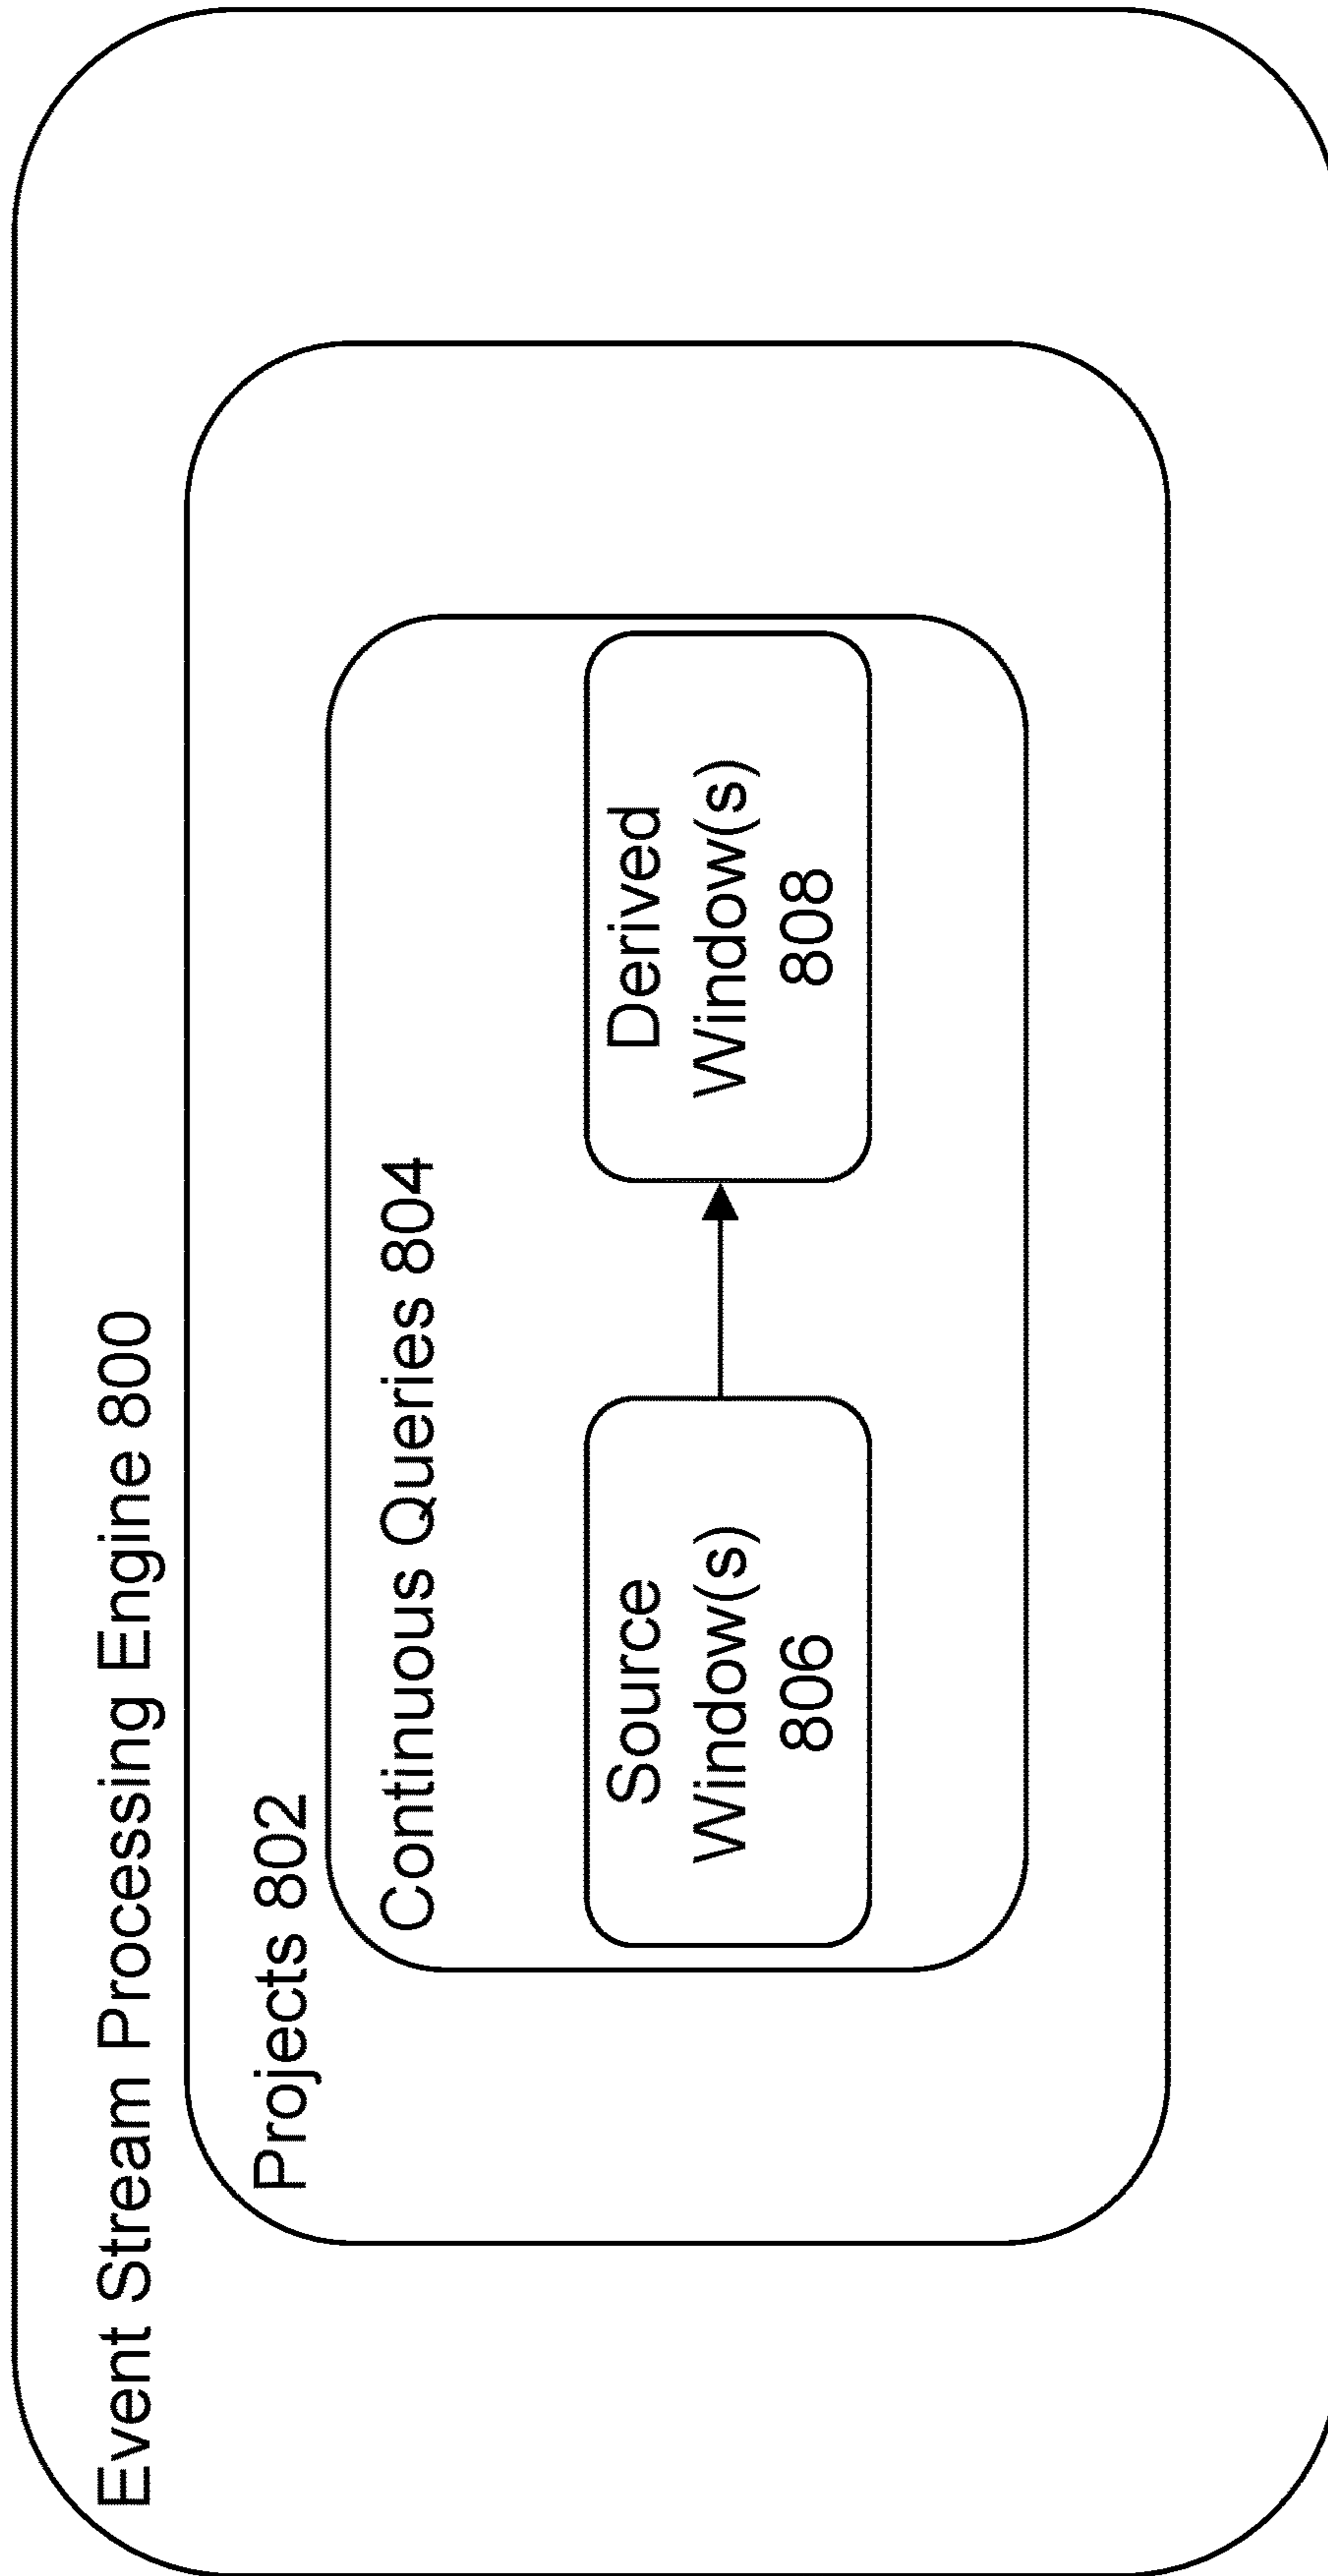 Event Stream Processing Engine 800
Projects 802
Continuous Queries 804
Source
Window(s)
806
Derived
Window(s)
808